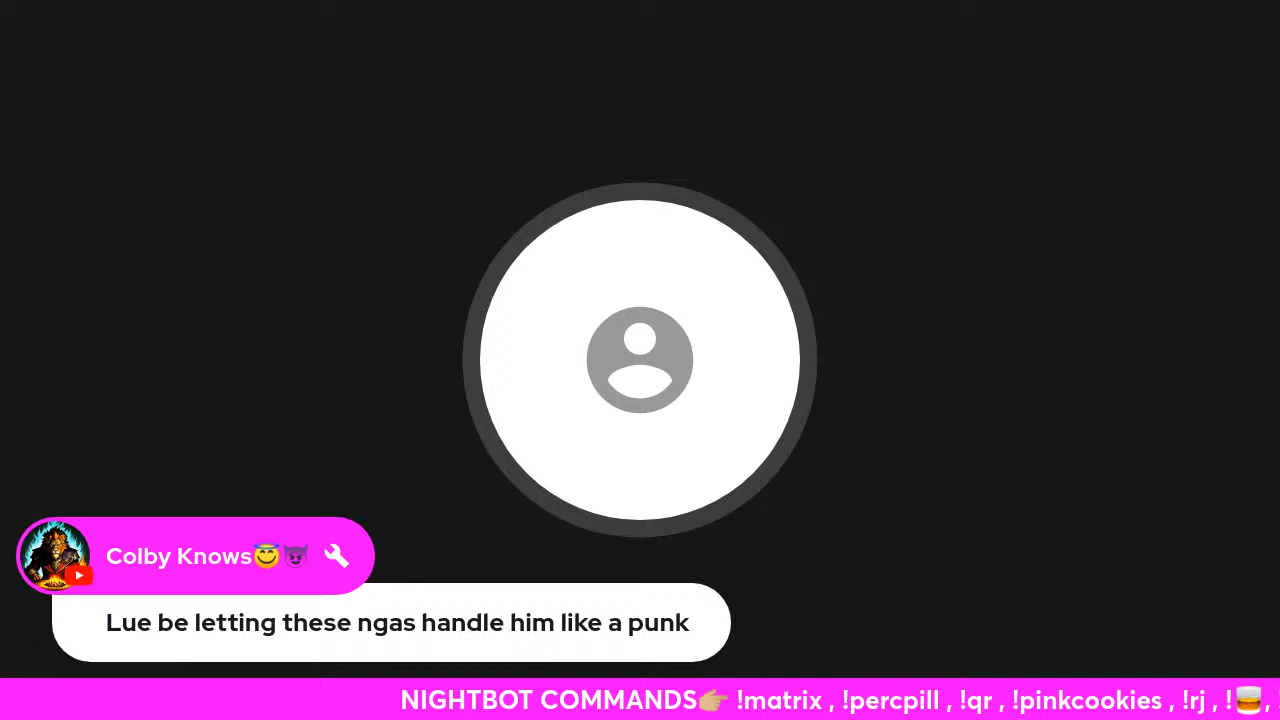 Colby Knows😇😈
Lue be letting these ngas handle him like a punk
NIGHTBOT COMMANDS👉🏼 !matrix , !percpill , !qr , !pinkcookies , !rj , !🥃,